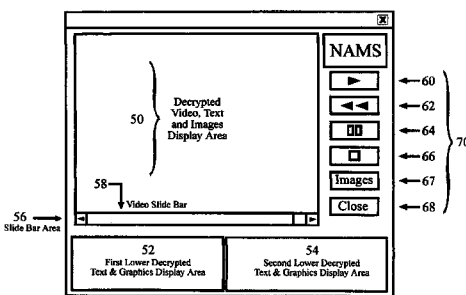 NAMS
60
50
Decrypted
Video, Text
and Images
Display Area
62
64
70
58
66
Video Slide Bar
Images
67
56
Slide Bar Area
Close
68
52
First Lower Decrypted
Text & Graphics Display Area
54
Second Lower Decrypted
Text & Graphics Display Area